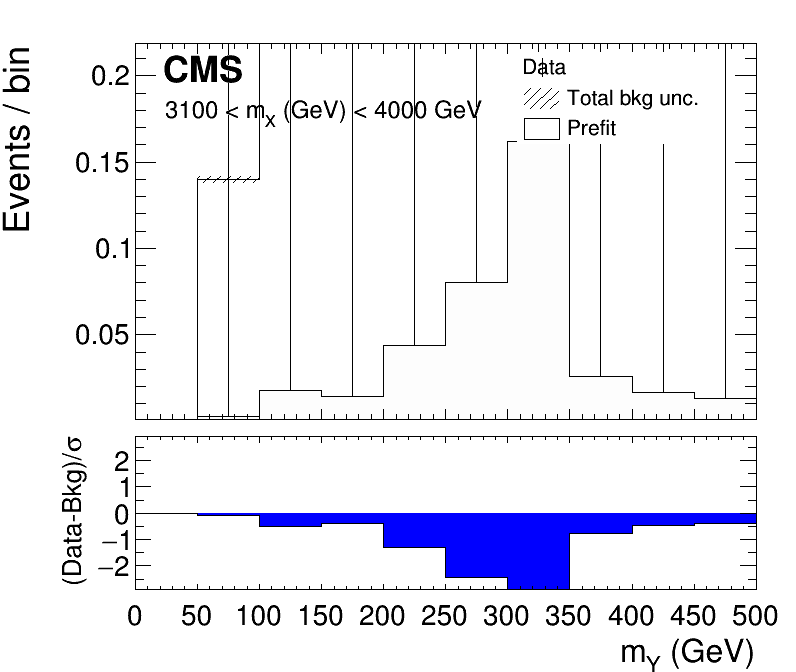 CMS
3100 < mX (GeV) < 4000 GeV
Data
Total bkg unc.
Prefit
Events / bin
0.2
0.15
0.1
0.05
(Data-Bkg)/σ
2
1
0
−1
−2
0 50 100 150 200 250 300 350 400 450 500
mY (GeV)